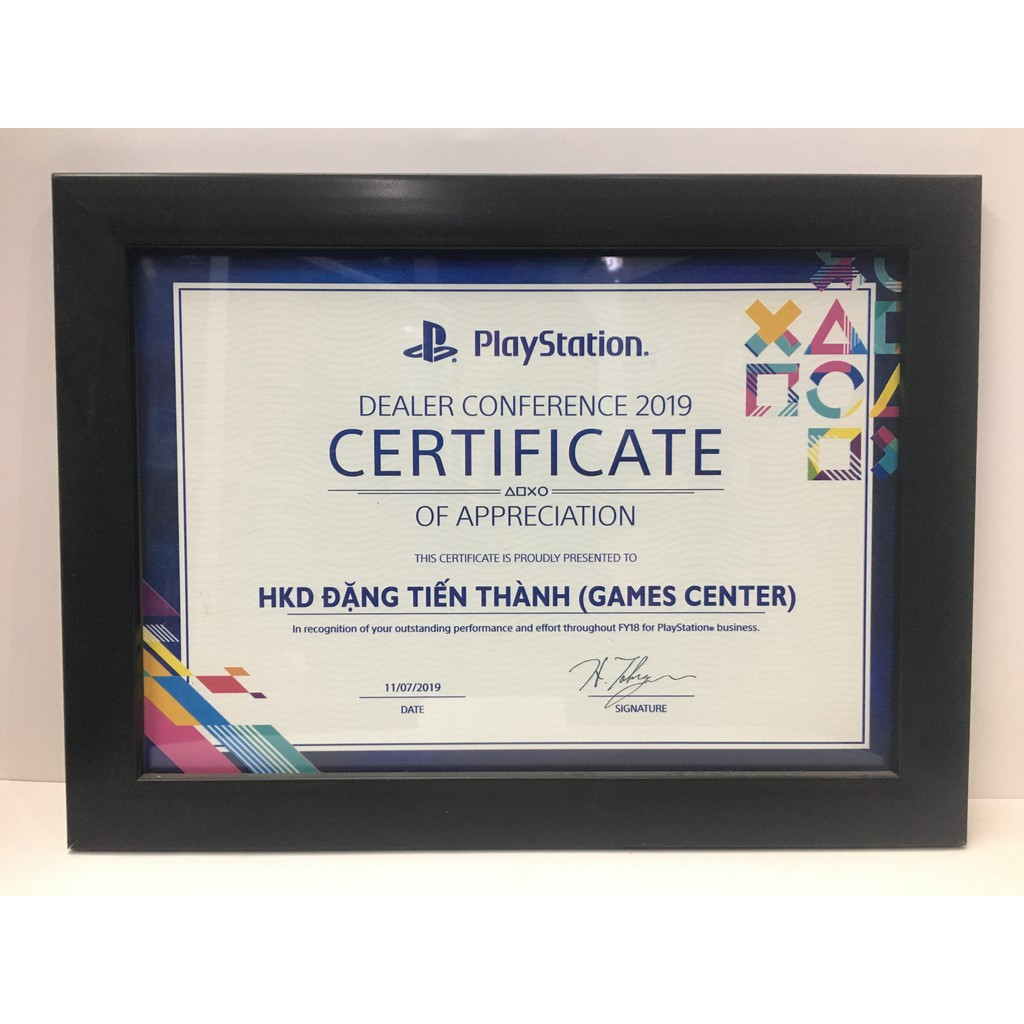 PlayStation.
DEALER CONFERENCE 2019
CERTIFICATE
OF APPRECIATION
THIS CERTIFICATE IS PROUDLY PRESENTED TO
HKD ĐẶNG TIẾN THÀNH (GAMES CENTER)
In recognition of your outstanding performance and effort throughout FY18 for PlayStation® business.
11/07/2019
DATE
SIGNATURE